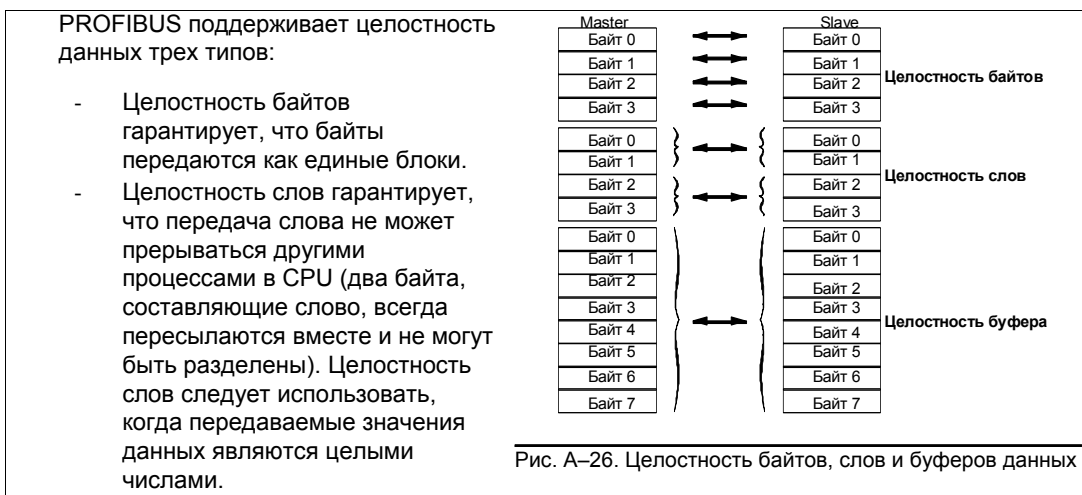 PROFIBUS поддерживает целостность
данных трех типов:
- Целостность байтов
гарантирует, что байты
передаются как единые блоки.
- Целостность слов гарантирует,
что передача слова не может
прерываться другими
процессами в CPU (два байта,
составляющие слово, всегда
пересылаются вместе и не могут
быть разделены). Целостность
слов следует использовать,
когда передаваемые значения
данных являются целыми
числами.
Master Slave
Байт 0 Байт 0
Байт 1 Байт 1
Байт 2 Байт 2
Байт 3 Байт 3
Целостность байтов
Байт 0 Байт 0
Байт 1 Байт 1
Байт 2 Байт 2
Байт 3 Байт 3
Целостность слов
Байт 0 Байт 0
Байт 1 Байт 1
Байт 2 Байт 2
Байт 3 Байт 3
Байт 4 Байт 4
Байт 5 Байт 5
Байт 6 Байт 6
Байт 7 Байт 7
Целостность буфера
Рис. A–26. Целостность байтов, слов и буферов данных